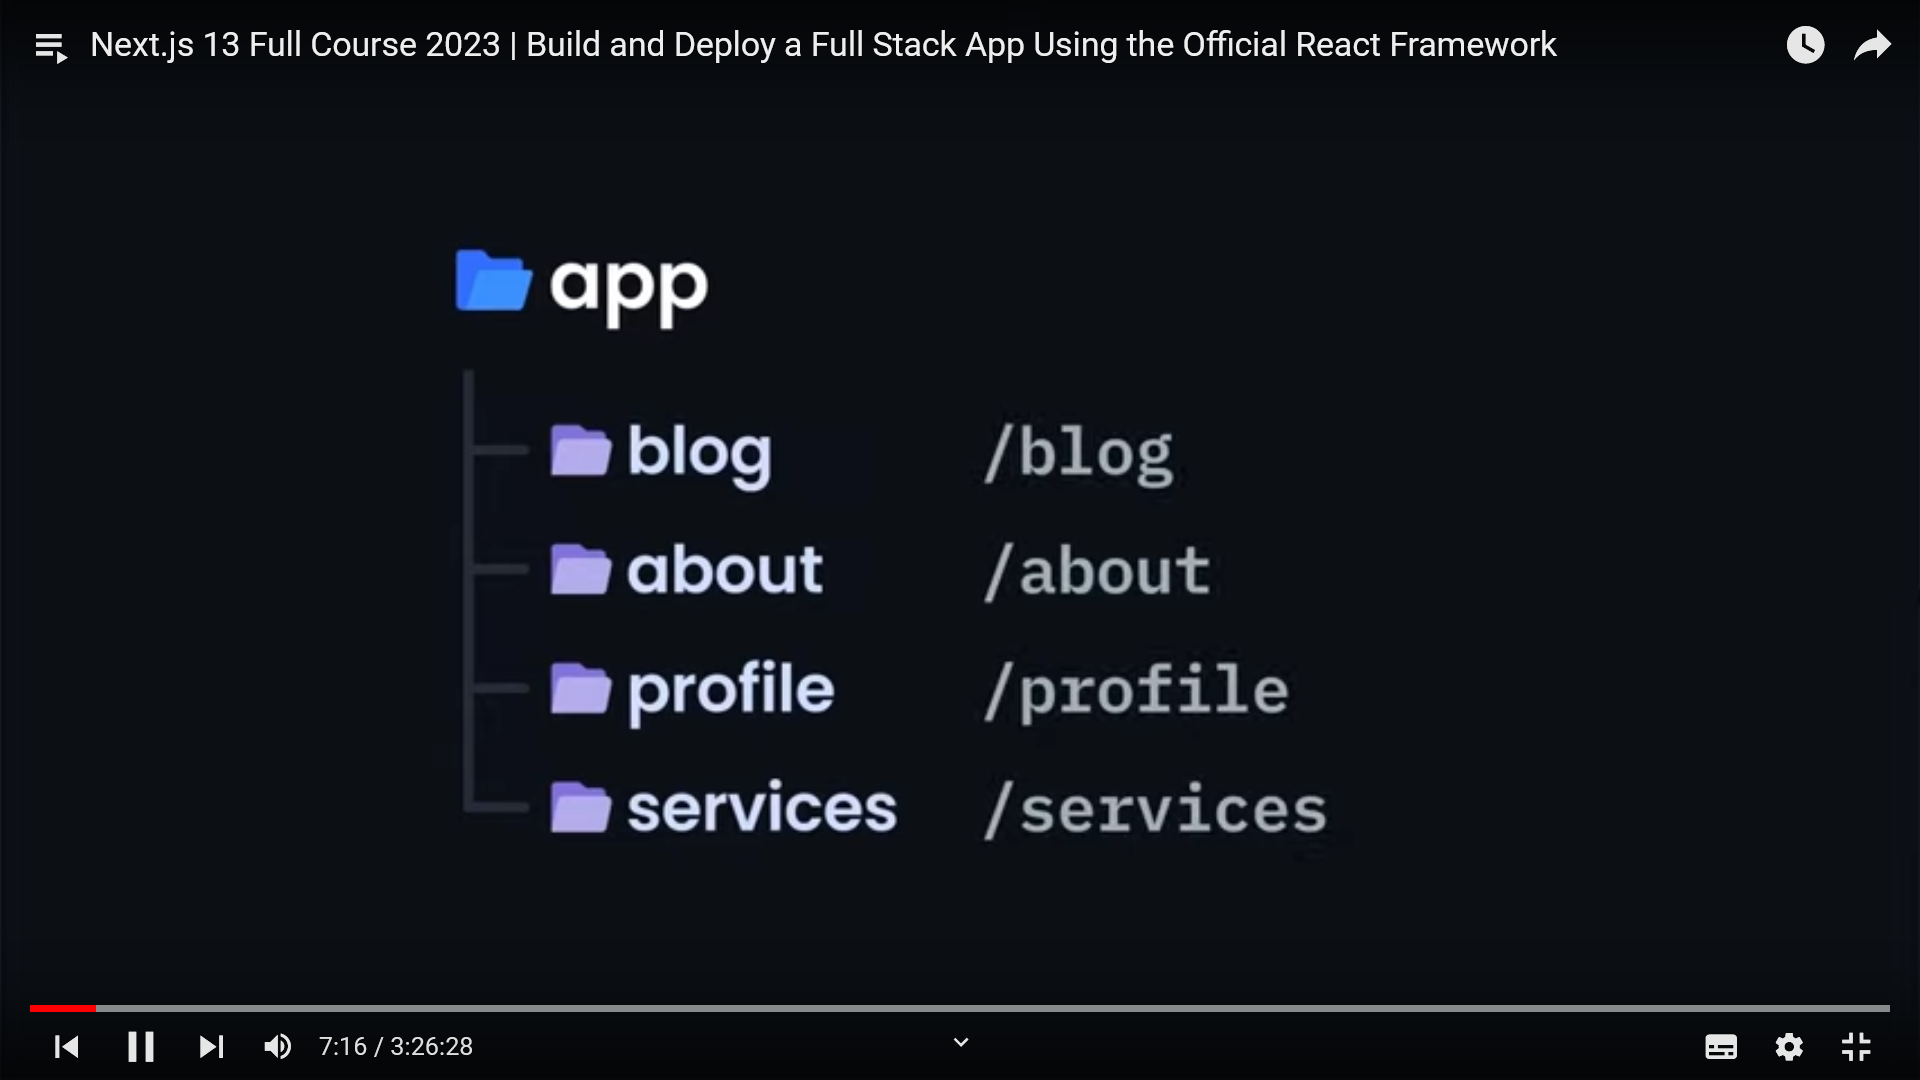 Next.js 13 Full Course 2023 | Build and Deploy a Full Stack App Using the Official React Framework
app
blog /blog
about /about
profile /profile
services /services
7:16 / 3:26:28